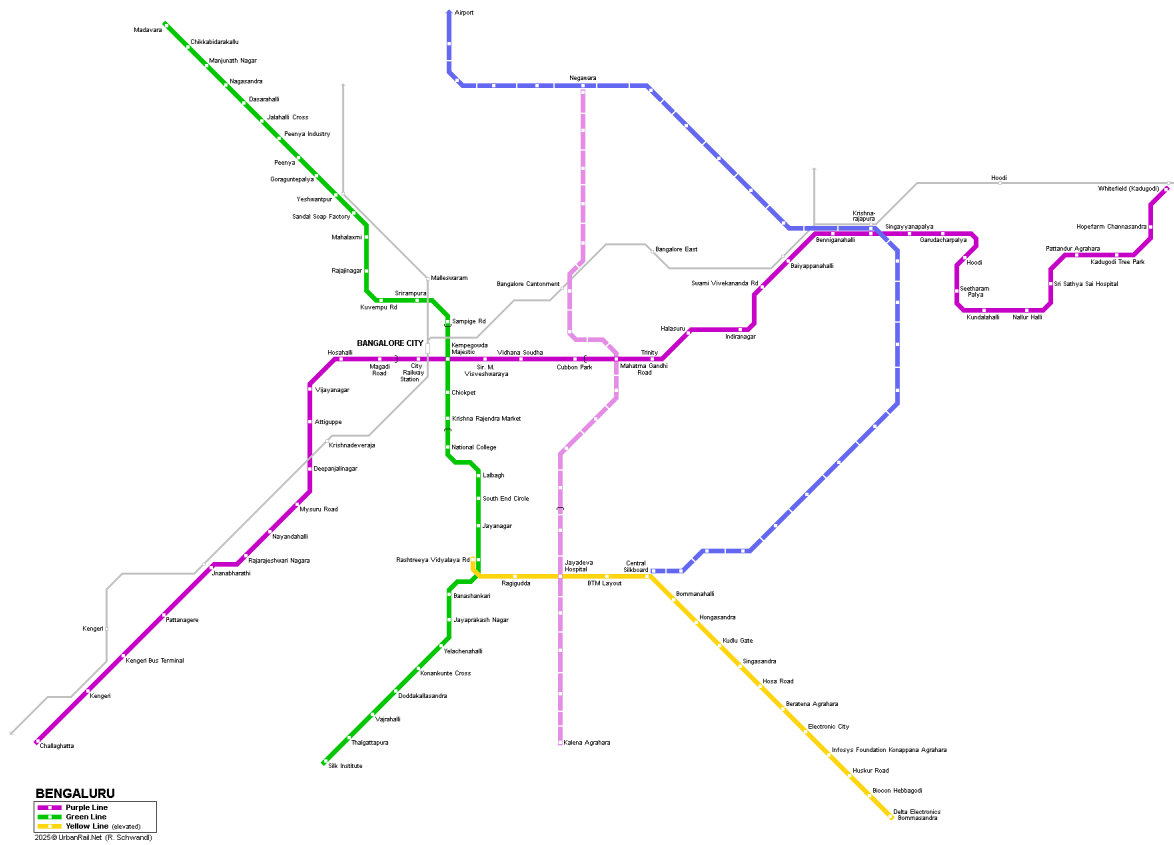 Airport
Madavara
Chikkabidarakallu
Manjunath Nagar
Nagasandra
Dasarahalli
Jalahalli Cross
Peenya Industry
Peenya
Goraguntepalya
Yeshwantpur
Sandal Soap Factory
Mahalaxmi
Rajajinagar
Kuvempu Rd
Srirampura
Malleswaram
Sampige Rd
Nagawara
Bangalore East
Bangalore Cantonment
Hoodi
Whitefield (Kadugodi)
Krishna-
rajapura
Singayyanapalya
Benniganahalli
Garudacharpalya
Hopefarm Channasandra
Pattandur Agrahara
Kadugodi Tree Park
Hoodi
Baiyappanahalli
Swami Vivekananda Rd
Seetharam
Palya
Sri Sathya Sai Hospital
Kundalahalli
Nallur Halli
Halasuru
Indiranagar
BANGALORE CITY
Kempegowda
Majestic
Hosahalli
Magadi
Road
City
Railway
Station
Sir. M.
Visveshwaraya
Vidhana Soudha
Cubbon Park
Mahatma Gandhi
Road
Trinity
Vijayanagar
Chickpet
Attiguppe
Krishna Rajendra Market
Krishnadeveraja
National College
Deepanjalinagar
Lalbagh
South End Circle
Mysuru Road
Jayanagar
Nayandahalli
Rajarajeshwari Nagara
Rashtreeya Vidyalaya Rd
Jnanabharathi
Jayadeva
Hospital
Central
Silkboard
Ragigudda
BTM Layout
Banashankari
Bommanahalli
Pattanagere
Jayaprakash Nagar
Hongasandra
Kengeri
Kudlu Gate
Yelachenahalli
Kengeri Bus Terminal
Singasandra
Konankunte Cross
Hosa Road
Kengeri
Doddakallasandra
Beratena Agrahara
Vajrahalli
Electronic City
Challaghatta
Thalgattapura
Kalena Agrahara
Infosys Foundation Konappana Agrahara
Silk Institute
Huskur Road
Biocon Hebbagodi
Delta Electronics
Bommasandra
BENGALURU
Purple Line
Green Line
Yellow Line (elevated)
2025© UrbanRail.Net (R. Schwandl)